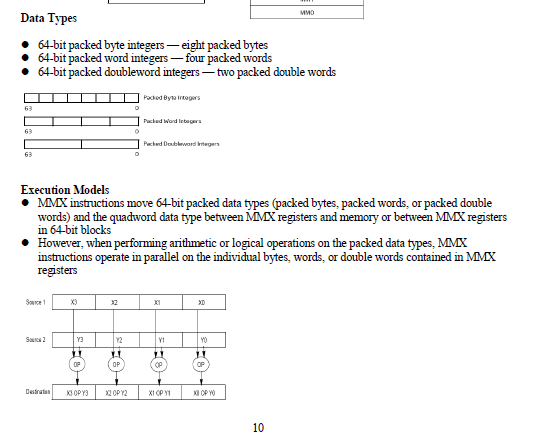 MM0
Data Types
● 64-bit packed byte integers — eight packed bytes
● 64-bit packed word integers — four packed words
● 64-bit packed doubleword integers — two packed double words
Packed Byte Integers
63 0
Packed Word Integers
63 0
Packed Doubleword Integers
63 0
Execution Models
● MMX instructions move 64-bit packed data types (packed bytes, packed words, or packed double
words) and the quadword data type between MMX registers and memory or between MMX registers
in 64-bit blocks
● However, when performing arithmetic or logical operations on the packed data types, MMX
instructions operate in parallel on the individual bytes, words, or double words contained in MMX
registers
Source 1 X3 X2 X1 X0
Source 2 Y3 Y2 Y1 Y0
OP OP OP OP
Destination X3 OP Y3 X2 OP Y2 X1 OP Y1 X0 OP Y0
10